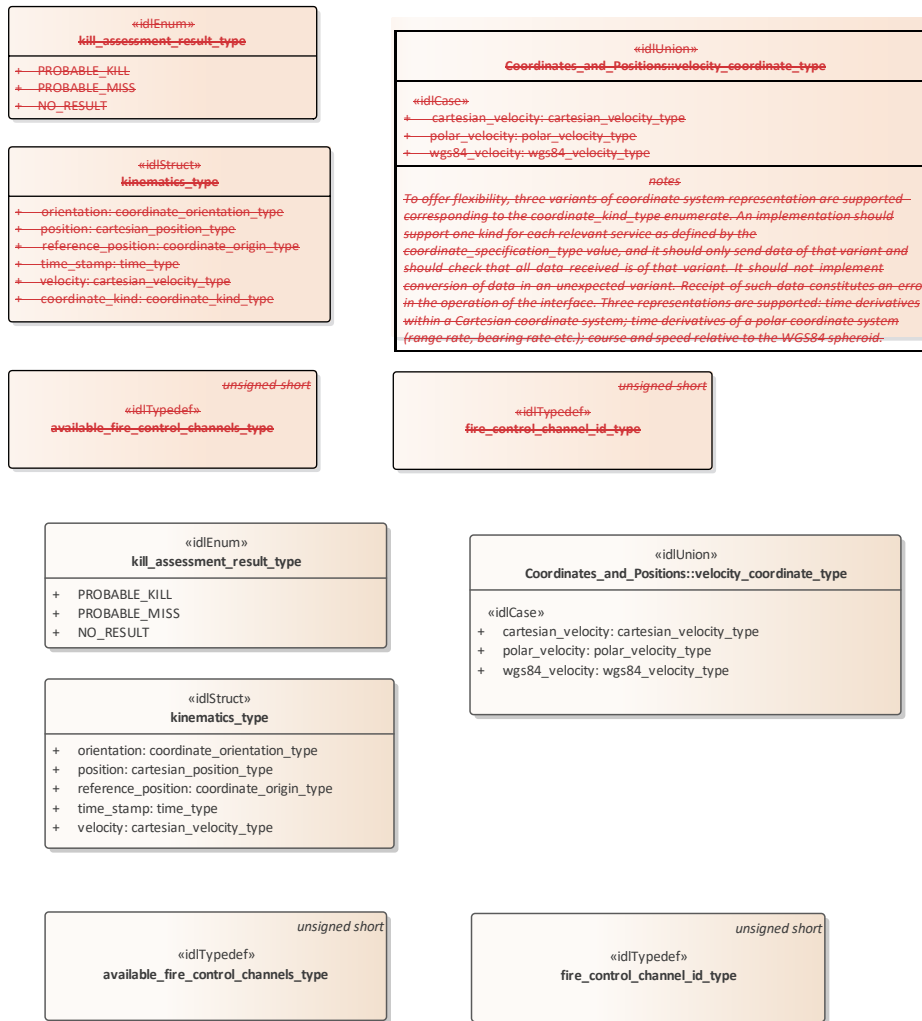 «idlEnum»
kill_assessment_result_type
+ PROBABLE_KILL
+ PROBABLE_MISS
+ NO_RESULT
«idlUnion»
Coordinates_and_Positions::velocity_coordinate_type
«idlCase»
+ cartesian_velocity: cartesian_velocity_type
+ polar_velocity: polar_velocity_type
+ wgs84_velocity: wgs84_velocity_type
notes
To offer flexibility, three variants of coordinate system representation are supported
corresponding to the coordinate_kind_type enumerate. An implementation should
support one kind for each relevant service as defined by the
coordinate_specification_type value, and it should only send data of that variant and
should check that all data received is of that variant. It should not implement
conversion of data in an unexpected variant. Receipt of such data constitutes an erro
in the operation of the interface. Three representations are supported: time derivatives
within a Cartesian coordinate system; time derivatives of a polar coordinate system
(range rate, bearing rate etc.); course and speed relative to the WGS84 spheroid.
«idlStruct»
kinematics_type
+ orientation: coordinate_orientation_type
+ position: cartesian_position_type
+ reference_position: coordinate_origin_type
+ time_stamp: time_type
+ velocity: cartesian_velocity_type
+ coordinate_kind: coordinate_kind_type
unsigned short
«idlTypedef»
available_fire_control_channels_type
unsigned short
«idlTypedef»
fire_control_channel_id_type
«idlEnum»
kill_assessment_result_type
+ PROBABLE_KILL
+ PROBABLE_MISS
+ NO_RESULT
«idlUnion»
Coordinates_and_Positions::velocity_coordinate_type
«idlCase»
+ cartesian_velocity: cartesian_velocity_type
+ polar_velocity: polar_velocity_type
+ wgs84_velocity: wgs84_velocity_type
«idlStruct»
kinematics_type
+ orientation: coordinate_orientation_type
+ position: cartesian_position_type
+ reference_position: coordinate_origin_type
+ time_stamp: time_type
+ velocity: cartesian_velocity_type
unsigned short
«idlTypedef»
available_fire_control_channels_type
unsigned short
«idlTypedef»
fire_control_channel_id_type